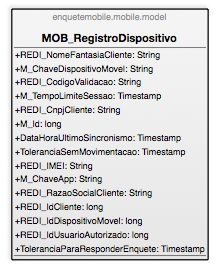 enquetemobile.mobile.model
MOB_RegistroDispositivo
+REDI_NomeFantasiaCliente: String
+M_ChaveDispositivoMovel: String
+REDI_CodigoValidacao: String
+M_TempoLimiteSessao: Timestamp
+REDI_CnpjCliente: String
+M_Id: long
+DataHoraUltimoSincronismo: Timestamp
+ToleranciaSemMovimentacao: Timestamp
+REDI_IMEI: String
+M_ChaveApp: String
+REDI_RazaoSocialCliente: String
+REDI_IdCliente: long
+REDI_IdDispositivoMovel: long
+REDI_IdUsuarioAutorizado: long
+ToleranciaParaResponderEnquete: Timestamp